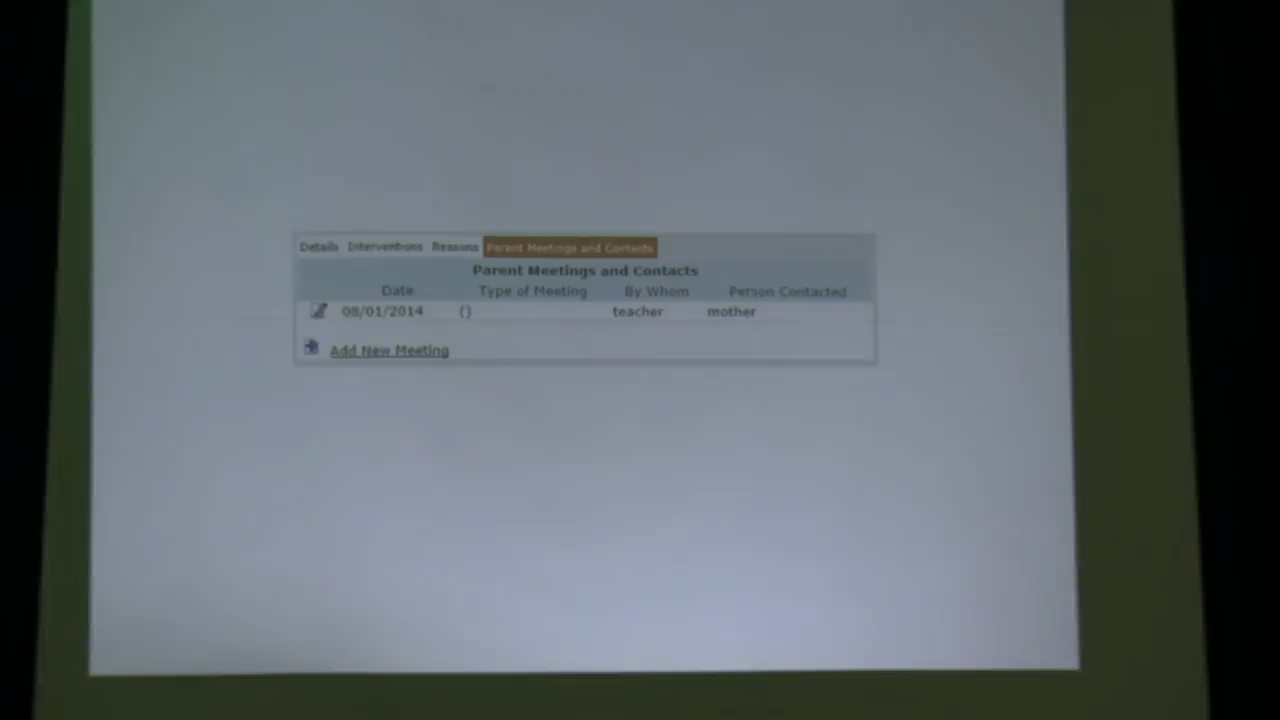 Details Interventions Reasons Parent Meetings and Contacts
Parent Meetings and Contacts
Date Type of Meeting By Whom Person Contacted
08/01/2014 () teacher mother
Add New Meeting